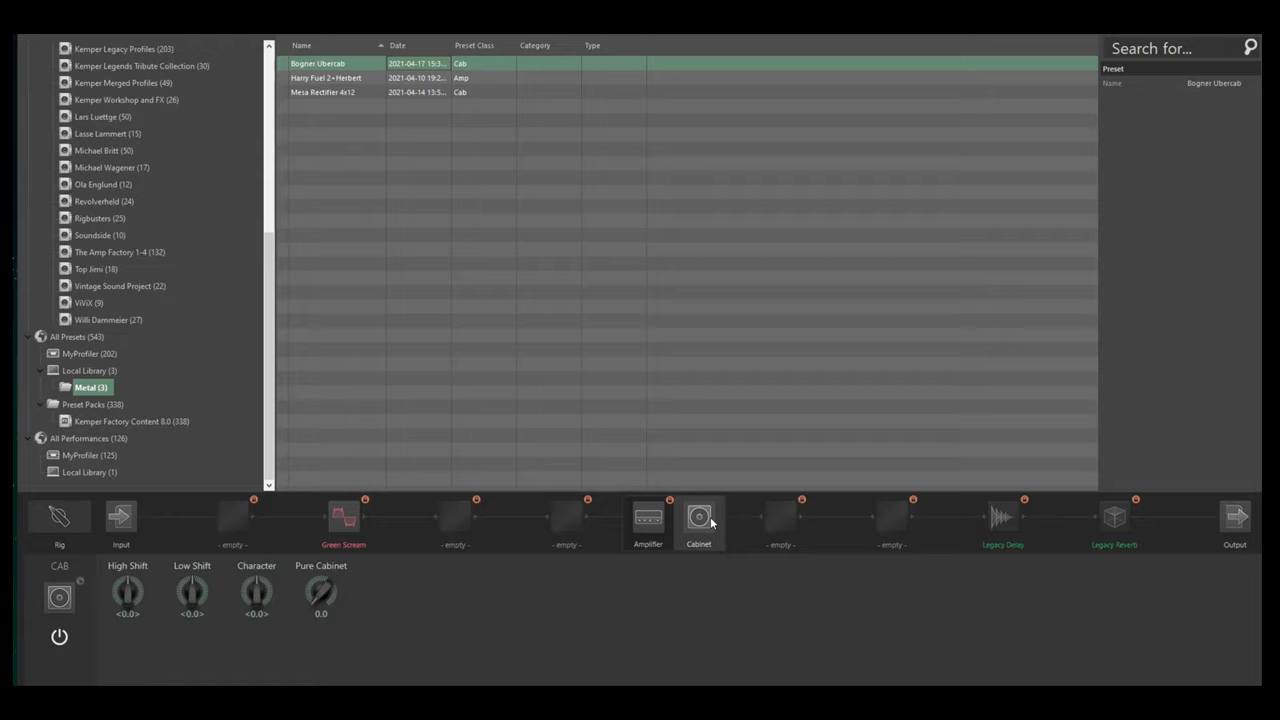 Kemper Legacy Profiles (203)
Kemper Legends Tribute Collection (30)
Kemper Merged Profiles (49)
Kemper Workshop and FX (26)
Lars Luettge (50)
Lasse Lammert (15)
Michael Britt (50)
Michael Wagener (17)
Ola Englund (12)
Revolverheld (24)
Rigbusters (25)
Soundside (10)
The Amp Factory 1-4 (132)
Top Jimi (18)
Vintage Sound Project (22)
ViViX (9)
Willi Dammeier (27)
All Presets (543)
MyProfiler (202)
Local Library (3)
Metal (3)
Preset Packs (338)
Kemper Factory Content 8.0 (338)
All Performances (126)
MyProfiler (125)
Local Library (1)
Name Date Preset Class Category Type
Bogner Ubercab 2021-04-17 15:3... Cab
Harry Fuel 2+Herbert 2021-04-10 19:2... Amp
Mesa Rectifier 4x12 2021-04-14 13:5... Cab
Search for...
Preset
Name Bogner Ubercab
Rig Input - empty - Green Scream - empty - - empty - Amplifier Cabinet - empty - - empty - Legacy Delay Legacy Reverb Output
CAB High Shift Low Shift Character Pure Cabinet
<0.0> <0.0> <0.0> 0.0